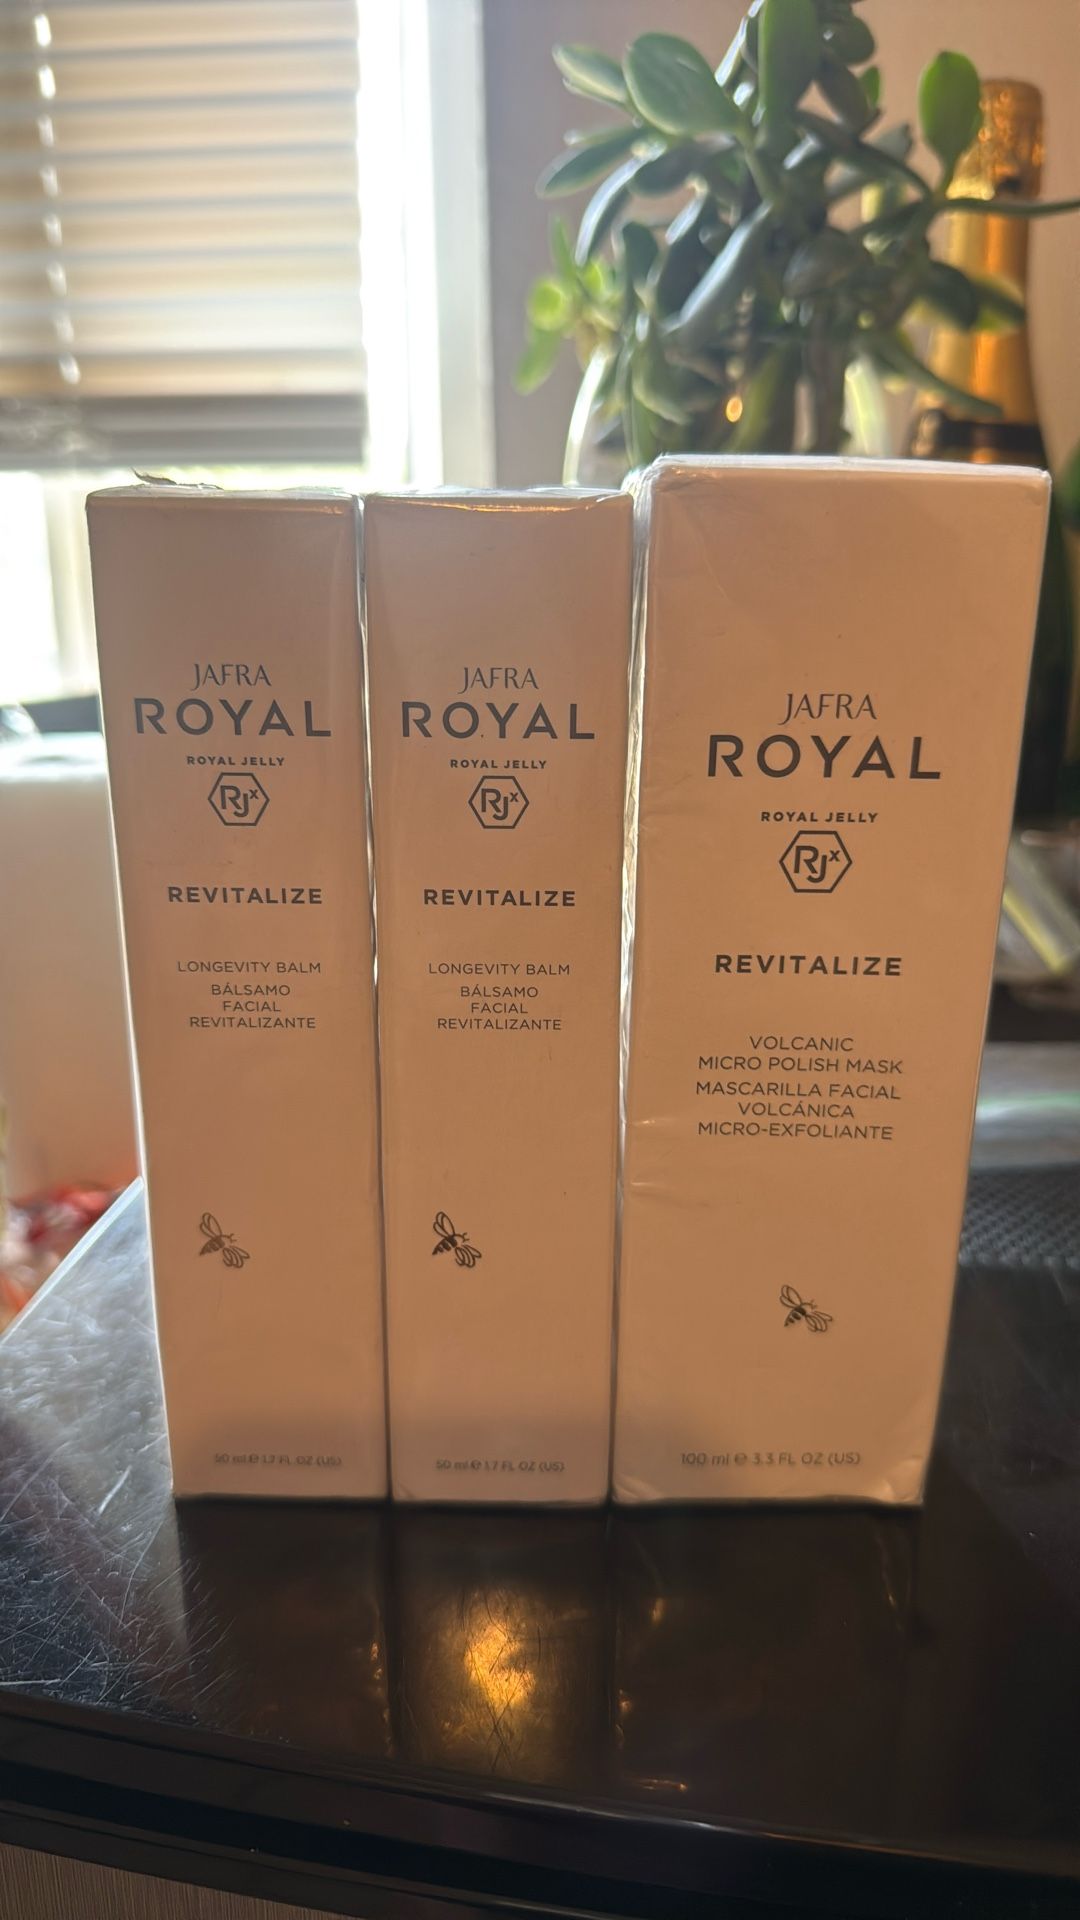 JAFRA
ROYAL
ROYAL JELLY
RJx
REVITALIZE
LONGEVITY BALM
BÁLSAMO
FACIAL
REVITALIZANTE
50 ml e 1.7 FL OZ (US)
JAFRA
ROYAL
ROYAL JELLY
RJx
REVITALIZE
LONGEVITY BALM
BÁLSAMO
FACIAL
REVITALIZANTE
50 ml e 1.7 FL OZ (US)
JAFRA
ROYAL
ROYAL JELLY
RJx
REVITALIZE
VOLCANIC
MICRO POLISH MASK
MASCARILLA FACIAL
VOLCÁNICA
MICRO-EXFOLIANTE
100 ml e 3.3 FL OZ (US)